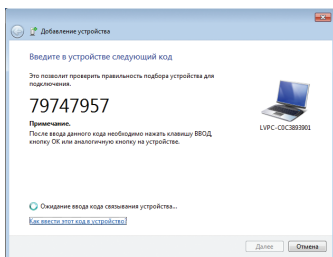 Добавление устройства
Введите в устройстве следующий код
Это позволит проверить правильность подбора устройства для
подключения.
79747957
Примечание.
После ввода данного кода необходимо нажать клавишу ВВОД,
кнопку ОК или аналогичную кнопку на устройстве.
LVPC-C0C3893901
Ожидание ввода кода связывания устройства...
Как ввести этот код в устройство?
Далее
Отмена